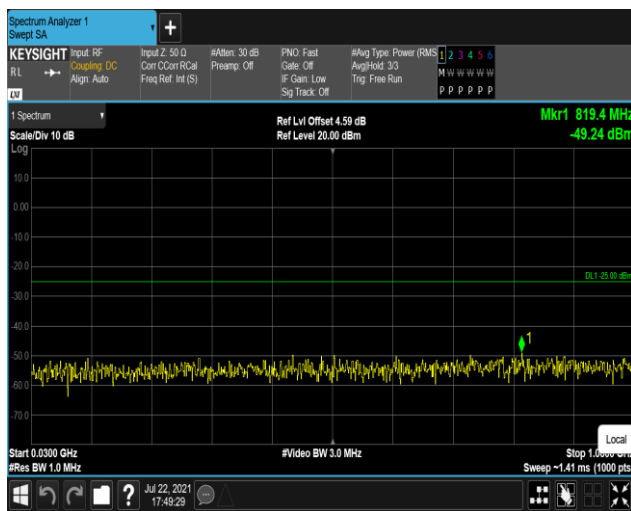 Spectrum Analyzer 1
Swept SA
KEYSIGHT
RL
LXI
Input: RF
Coupling: DC
Align: Auto
Input Z: 50 Ω
Corr CCorr RCal
Freq Ref: Int (S)
#Atten: 30 dB
Preamp: Off
PNO: Fast
Gate: Off
IF Gain: Low
Sig Track: Off
#Avg Type: Power (RMS
Avg|Hold: 3/3
Trig: Free Run
1 2 3 4 5 6
M W W W W W
P P P P P P
1 Spectrum
Scale/Div 10 dB
Log
Ref Lvl Offset 4.59 dB
Ref Level 20.00 dBm
Mkr1 819.4 MHz
-49.24 dBm
10.0
0.00
-10.0
-20.0
-30.0
-40.0
-50.0
-60.0
-70.0
DL1 -25.00 dBm
1
Local
Start 0.0300 GHz
#Res BW 1.0 MHz
#Video BW 3.0 MHz
Stop
Sweep ~1.41 ms (1000 pts
?
Jul 22, 2021
17:49:29